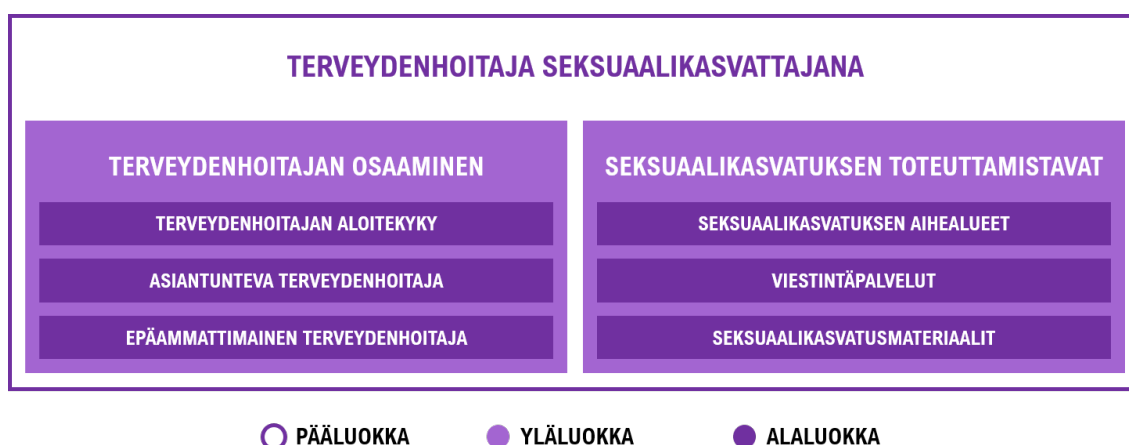 TERVEYDENHOITAJA SEKSUAALIKASVATTAJANA
TERVEYDENHOITAJAN OSAAMINEN
TERVEYDENHOITAJAN ALOITEKYKY
ASIANTUNTEVA TERVEYDENHOITAJA
EPÄAMMATTIMAINEN TERVEYDENHOITAJA
SEKSUAALIKASVATUKSEN TOTEUTTAMISTAVAT
SEKSUAALIKASVATUKSEN AIHEALUEET
VIESTINTÄPALVELUT
SEKSUAALIKASVATUSMATERIAALIT
PÄÄLUOKKA
YLÄLUOKKA
ALALUOKKA